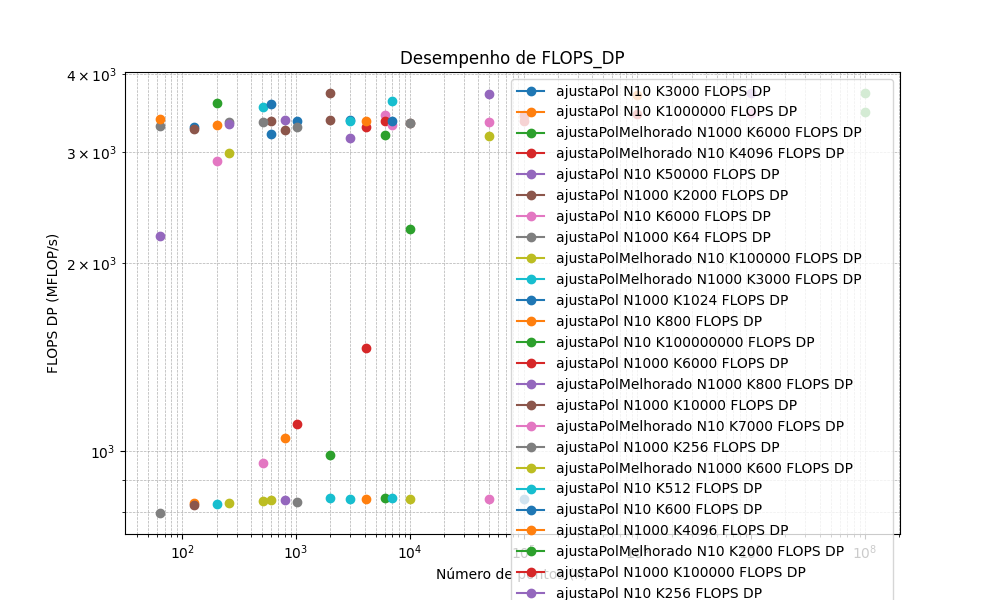 Desempenho de FLOPS_DP
FLOPS DP (MFLOP/s)
4 × 10³
3 × 10³
2 × 10³
10³
10² 10³ 10⁴ 10⁸
Número de
ajustaPol N10 K3000 FLOPS DP
ajustaPol N10 K1000000 FLOPS DP
ajustaPolMelhorado N1000 K6000 FLOPS DP
ajustaPolMelhorado N10 K4096 FLOPS DP
ajustaPol N10 K50000 FLOPS DP
ajustaPol N1000 K2000 FLOPS DP
ajustaPol N10 K6000 FLOPS DP
ajustaPol N1000 K64 FLOPS DP
ajustaPolMelhorado N10 K100000 FLOPS DP
ajustaPolMelhorado N1000 K3000 FLOPS DP
ajustaPol N1000 K1024 FLOPS DP
ajustaPol N10 K800 FLOPS DP
ajustaPol N10 K100000000 FLOPS DP
ajustaPol N1000 K6000 FLOPS DP
ajustaPolMelhorado N1000 K800 FLOPS DP
ajustaPol N1000 K10000 FLOPS DP
ajustaPolMelhorado N10 K7000 FLOPS DP
ajustaPol N1000 K256 FLOPS DP
ajustaPolMelhorado N1000 K600 FLOPS DP
ajustaPol N10 K512 FLOPS DP
ajustaPol N10 K600 FLOPS DP
ajustaPol N1000 K4096 FLOPS DP
ajustaPolMelhorado N10 K2000 FLOPS DP
ajustaPol N1000 K100000 FLOPS DP
ajustaPol N10 K256 FLOPS DP